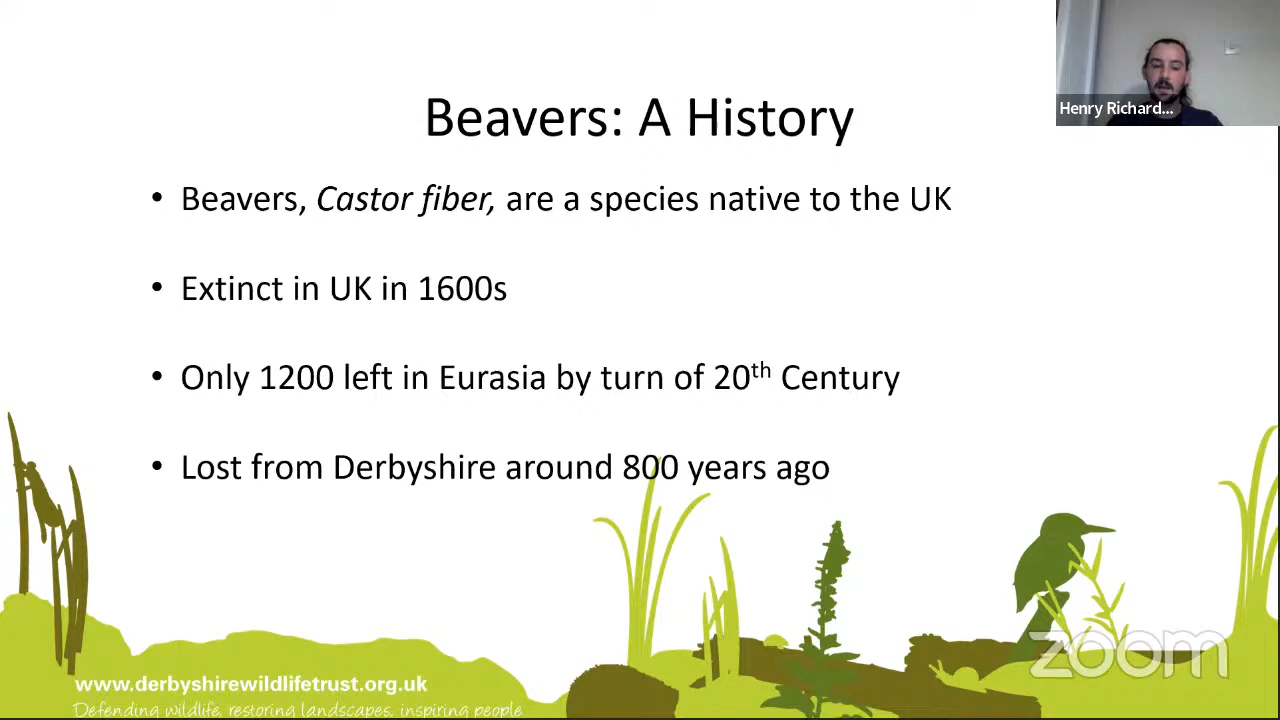 Henry Richard...
Beavers: A History
• Beavers, Castor fiber, are a species native to the UK
• Extinct in UK in 1600s
• Only 1200 left in Eurasia by turn of 20th Century
• Lost from Derbyshire around 800 years ago
zoom
www.derbyshirewildlifetrust.org.uk
Defending wildlife, restoring landscapes, inspiring people